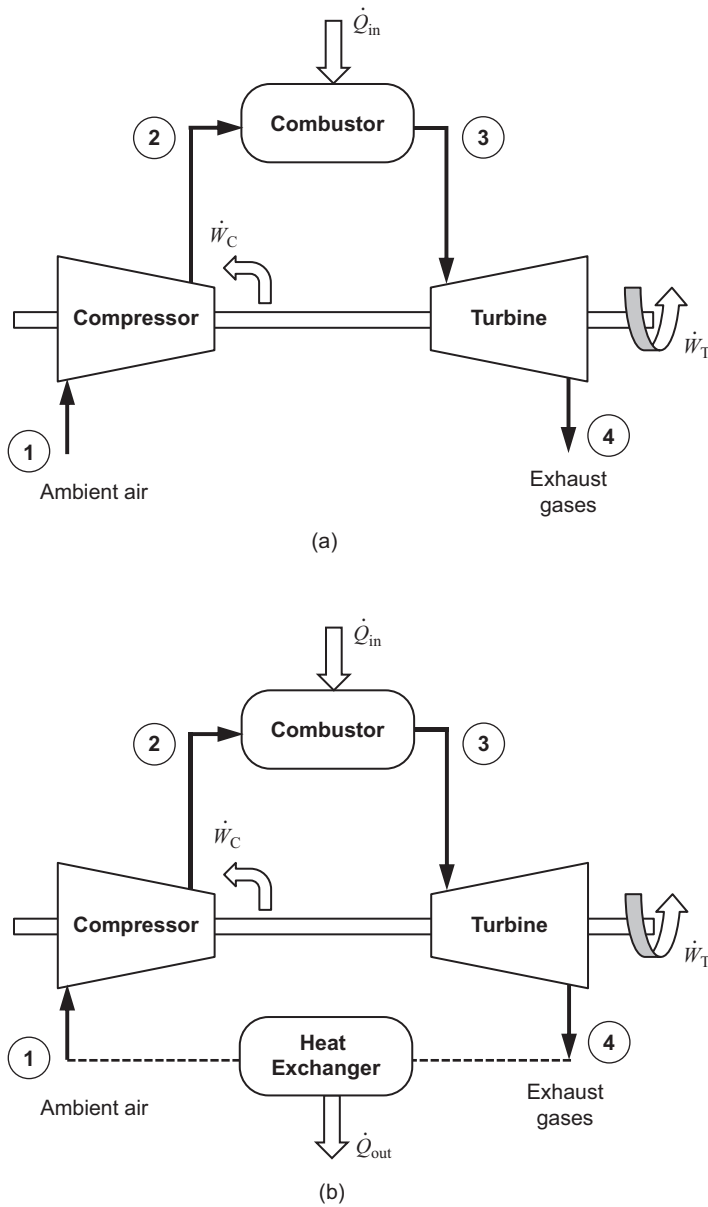 Q̇in
Combustor
2
3
ẆC
Compressor
Turbine
ẆT
1
4
Ambient air
Exhaust
gases
(a)
Q̇in
Combustor
2
3
ẆC
Compressor
Turbine
ẆT
Heat
Exchanger
1
4
Ambient air
Exhaust
gases
Q̇out
(b)